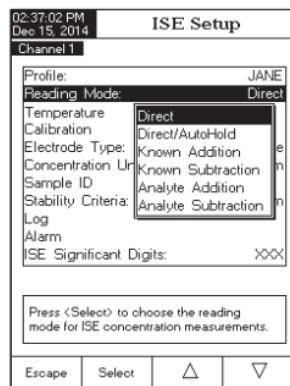 02:37:02 PM
Dec 15, 2014
ISE Setup
Channel 1
Profile: JANE
Reading Mode: Direct
Temperature
Calibration
Electrode Type: e
Concentration Un m
Sample ID
Stability Criteria: m
Log
Alarm
ISE Significant Digits: XXX
Direct
Direct/AutoHold
Known Addition
Known Subtraction
Analyte Addition
Analyte Subtraction
Press <Select> to choose the reading
mode for ISE concentration measurements.
Escape Select △ ▽